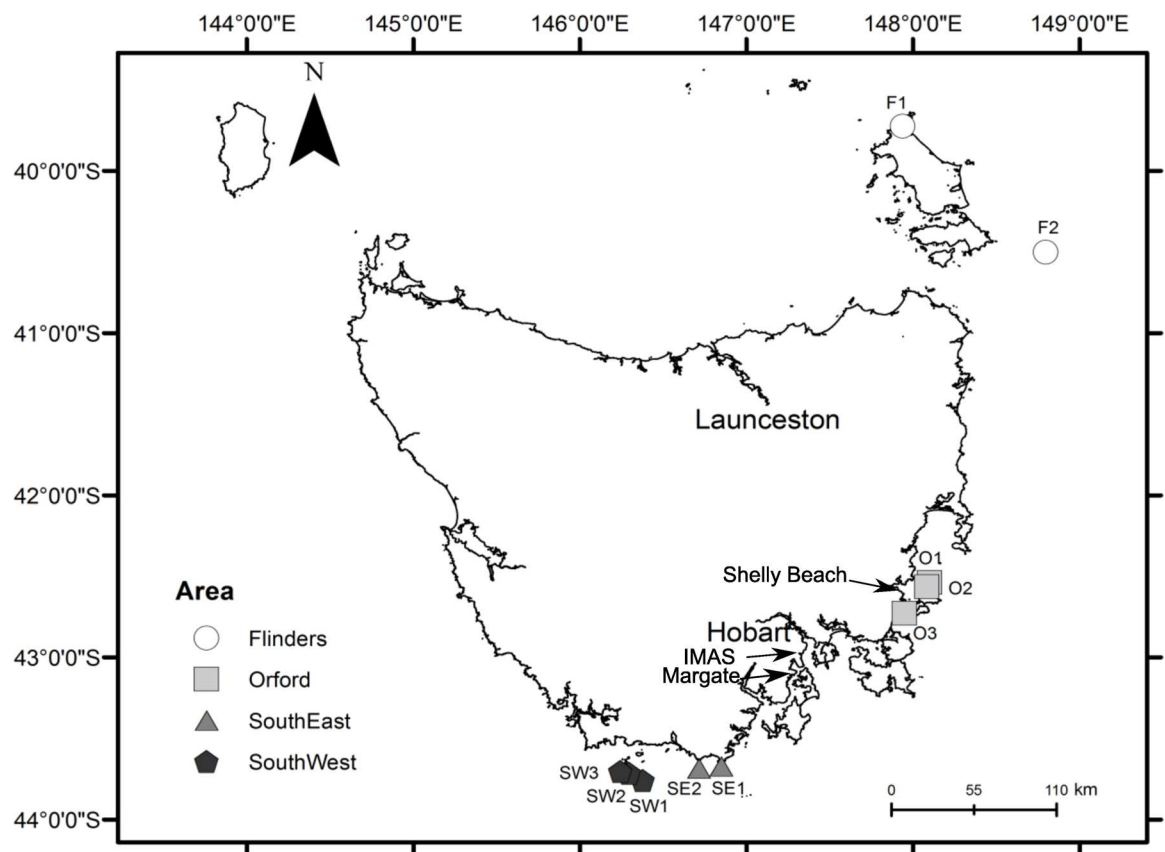 144°0'0"E 145°0'0"E 146°0'0"E 147°0'0"E 148°0'0"E 149°0'0"E
N
F1
40°0'0"S
F2
41°0'0"S
Launceston
42°0'0"S
O1
Shelly Beach
O2
Area
Hobart
O3
Flinders
43°0'0"S
IMAS
Margate
Orford
SouthEast
SouthWest
SW3
SW2
SW1
SE2
SE1
0 55 110 km
44°0'0"S